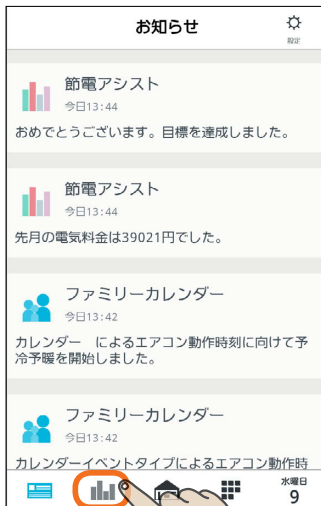 お知らせ
設定
節電アシスト
今日13:44
おめでとうございます。目標を達成しました。
節電アシスト
今日13:44
先月の電気料金は39021円でした。
ファミリーカレンダー
今日13:42
カレンダー　によるエアコン動作時刻に向けて予
冷予暖を開始しました。
ファミリーカレンダー
今日13:42
カレンダーイベントタイプによるエアコン動作時
水曜日
9